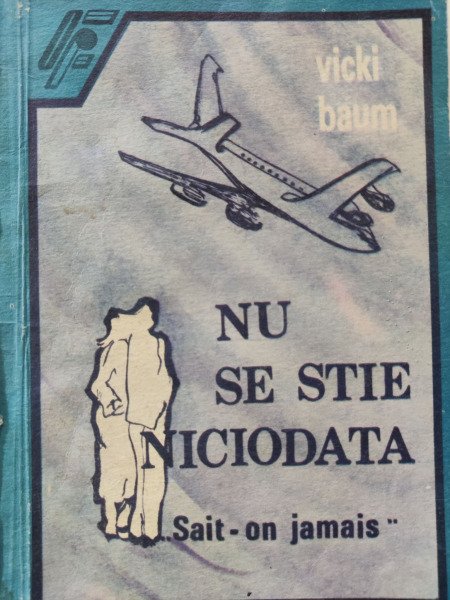 vicki
baum
NU
SE STIE
NICIODATA
„Sait-on jamais"